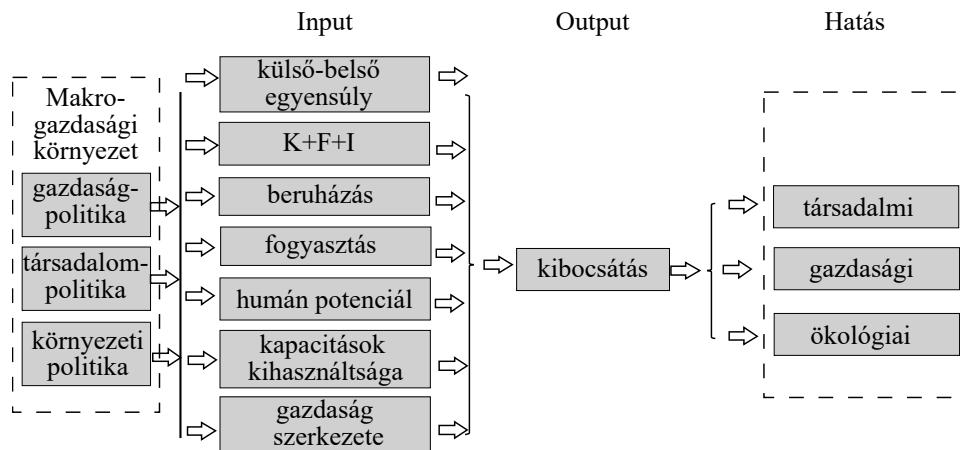 Input
Output
Hatás
Makro-
gazdasági
környezet
gazdaság-
politika
társadalom-
politika
környezeti
politika
külső-belső
egyensúly
K+F+I
beruházás
fogyasztás
humán potenciál
kapacitások
kihasználtsága
gazdaság
szerkezete
kibocsátás
társadalmi
gazdasági
ökológiai